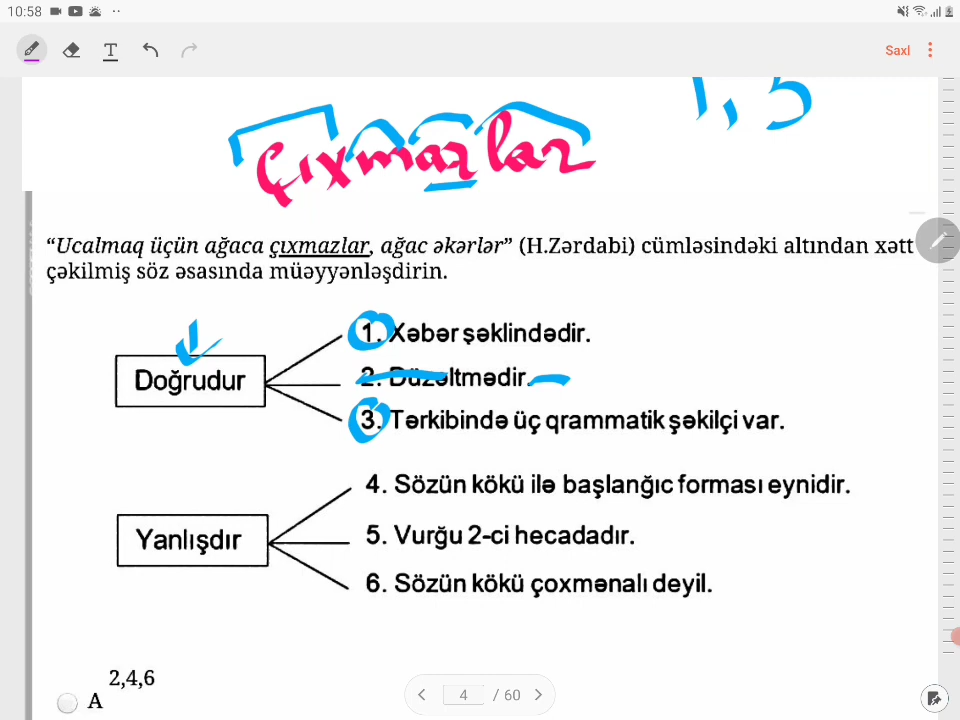 10:58
T
Saxl
1, 3
çıxmazlar
“Ucalmaq üçün ağaca çıxmazlar, ağac əkərlər” (H.Zərdabi) cümləsindəki altından xətt
çəkilmiş söz əsasında müəyyənləşdirin.
Doğrudur
1. Xəbər şəklindədir.
2. Düzəltmədir.
3. Tərkibində üç qrammatik şəkilçi var.
Yanlışdır
4. Sözün kökü ilə başlanğıc forması eynidir.
5. Vurğu 2-ci hecadadır.
6. Sözün kökü çoxmənalı deyil.
A 2,4,6
4 / 60